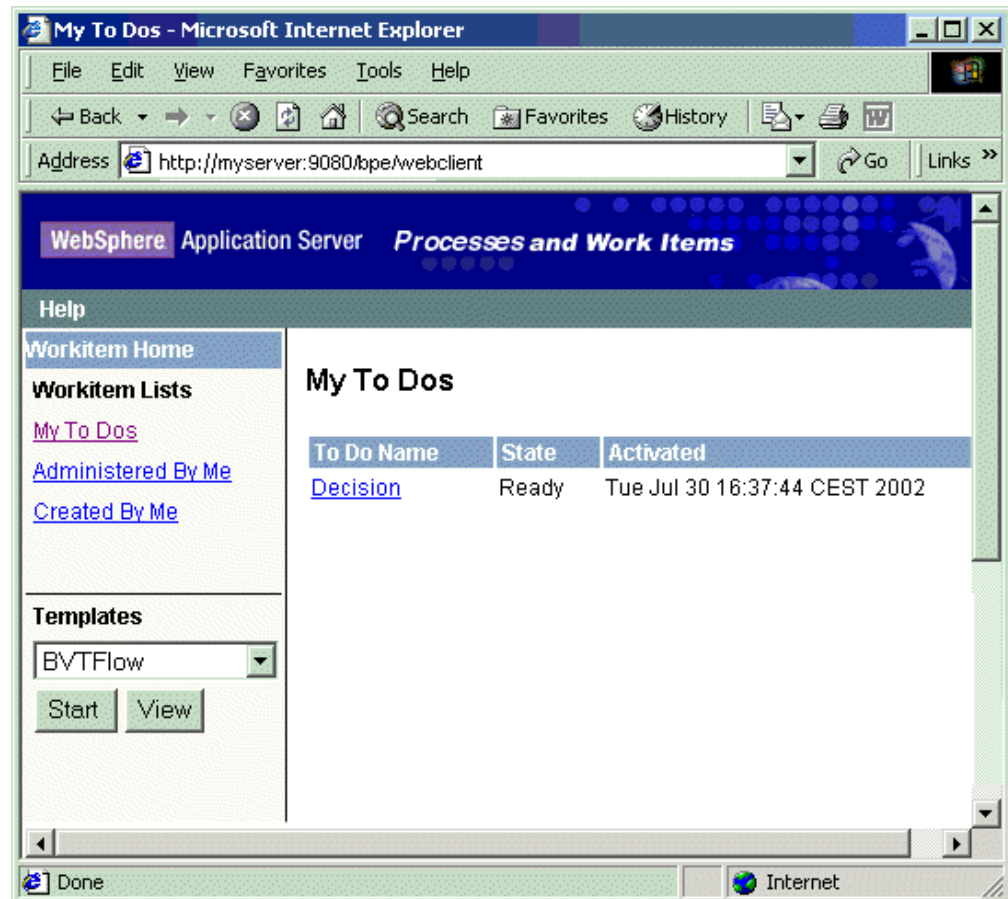 My To Dos - Microsoft Internet Explorer
File Edit View Favorites Tools Help
Back Search Favorites History
Address http://myserver:9080/bpe/webclient Go Links »
WebSphere Application Server Processes and Work Items
Help
Workitem Home
Workitem Lists
My To Dos
Administered By Me
Created By Me
My To Dos
To Do Name State Activated
Decision Ready Tue Jul 30 16:37:44 CEST 2002
Templates
BVTFlow
Start View
Done Internet